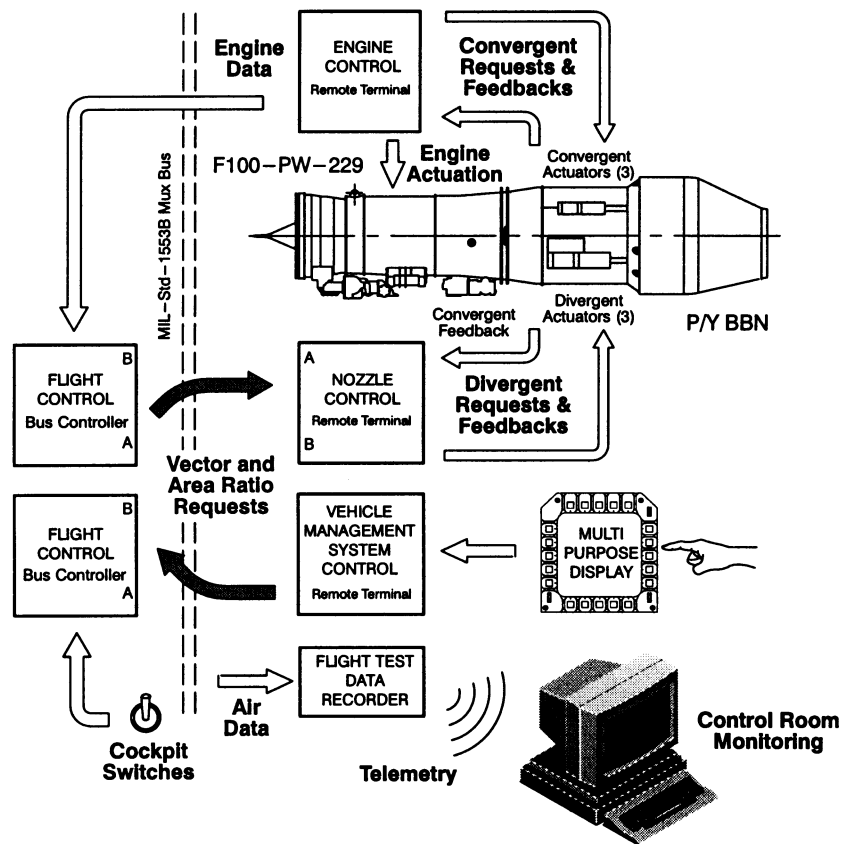 Engine
Data
ENGINE
CONTROL
Remote Terminal
Convergent
Requests &
Feedbacks
MIL-Std-1553B Mux Bus
F100-PW-229
Engine
Actuation
Convergent
Actuators (3)
Convergent
Feedback
Divergent
Actuators (3)
P/Y BBN
B
FLIGHT
CONTROL
Bus Controller
A
A
NOZZLE
CONTROL
Remote Terminal
B
Divergent
Requests &
Feedbacks
Vector and
Area Ratio
Requests
B
FLIGHT
CONTROL
Bus Controller
A
VEHICLE
MANAGEMENT
SYSTEM
CONTROL
Remote Terminal
MULTI
PURPOSE
DISPLAY
FLIGHT TEST
DATA
RECORDER
Air
Data
Cockpit
Switches
Telemetry
Control Room
Monitoring